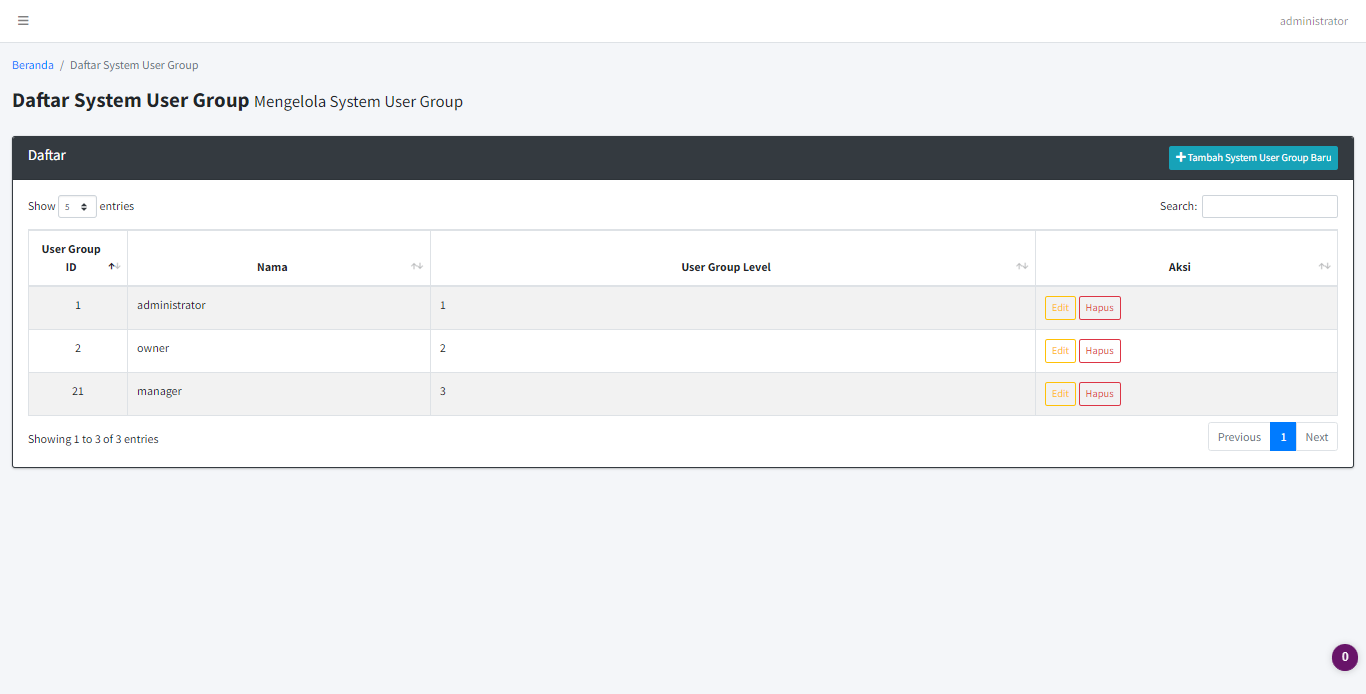 administrator
Beranda / Daftar System User Group
Daftar System User Group Mengelola System User Group
Daftar
Tambah System User Group Baru
Show 5 entries
Search:
User Group ID Nama User Group Level Aksi
1 administrator 1 Edit Hapus
2 owner 2 Edit Hapus
21 manager 3 Edit Hapus
Showing 1 to 3 of 3 entries
Previous 1 Next
0